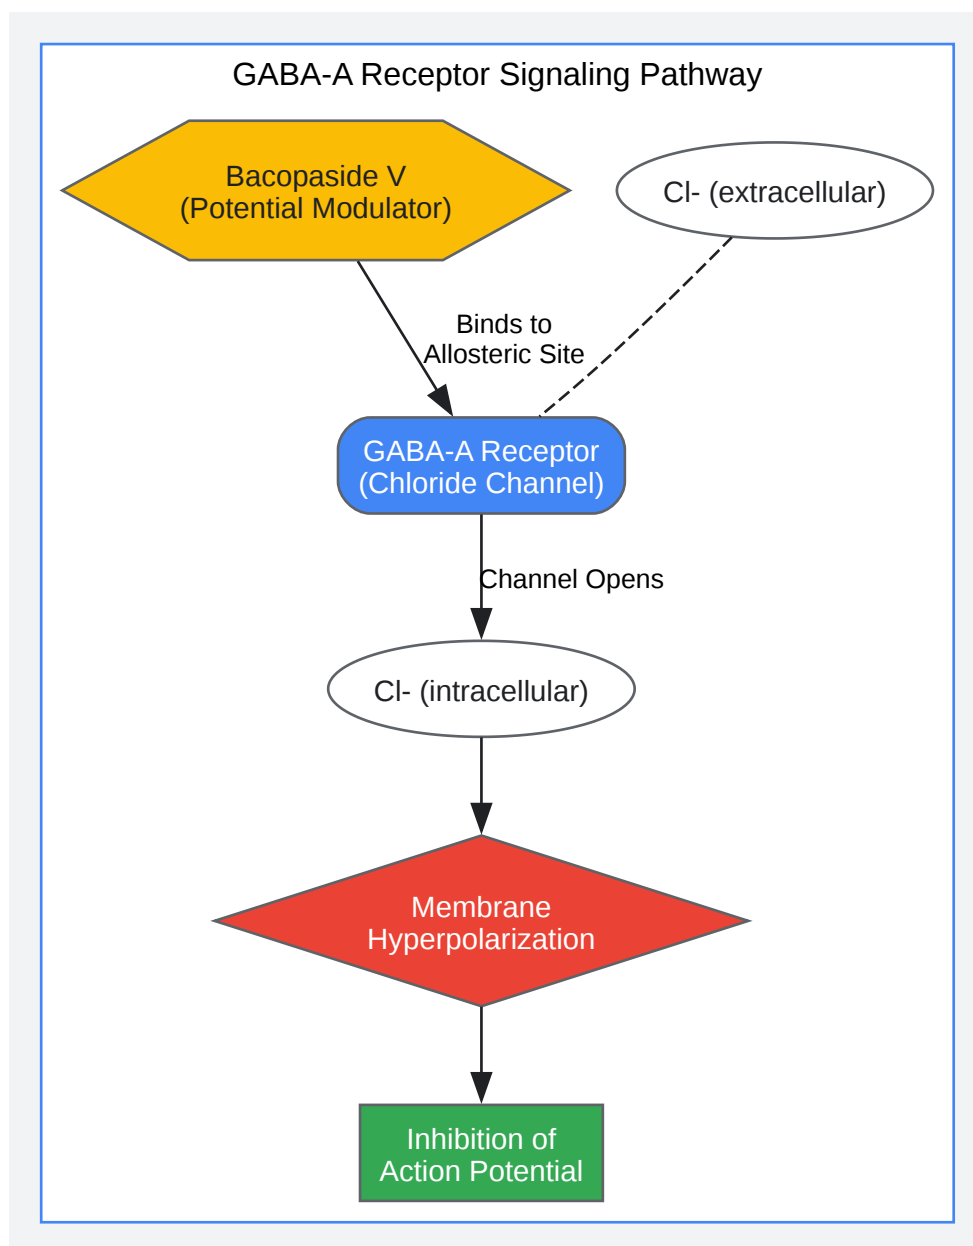 GABA-A Receptor Signaling Pathway
Bacopaside V
(Potential Modulator)
Cl- (extracellular)
Binds to
Allosteric Site
GABA-A Receptor
(Chloride Channel)
Channel Opens
Cl- (intracellular)
Membrane
Hyperpolarization
Inhibition of
Action Potential